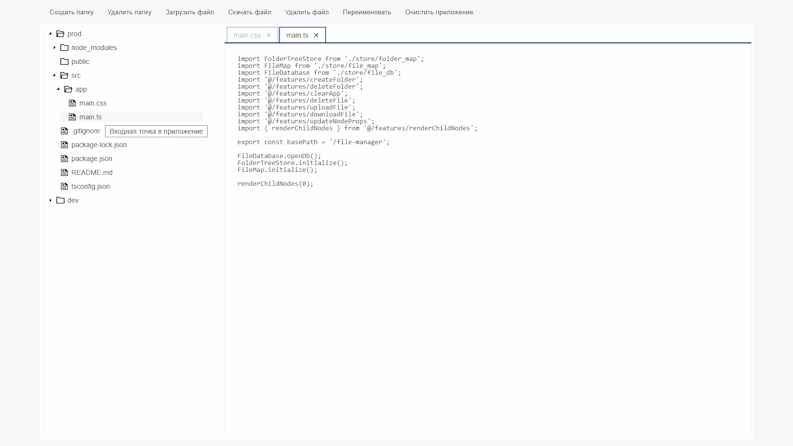 Создать папку Удалить папку Загрузить файл Скачать файл Удалить файл Переименовать Очистить приложение
prod
node_modules
public
src
app
main.css
main.ts
.gitignore Входная точка в приложение
package-lock.json
package.json
README.md
tsconfig.json
dev
main.css × main.ts ×
import FolderTreeStore from './store/folder_map';
import FileMap from './store/file_map';
import FileDatabase from './store/file_db';
import '@/features/createFolder';
import '@/features/deleteFolder';
import '@/features/clearApp';
import '@/features/deleteFile';
import '@/features/uploadFile';
import '@/features/downloadFile';
import '@/features/updateNodeProps';
import { renderChildNodes } from '@/features/renderChildNodes';
export const basePath = '/file-manager';
FileDatabase.openDb();
FolderTreeStore.initialize();
FileMap.initialize();
renderChildNodes(0);